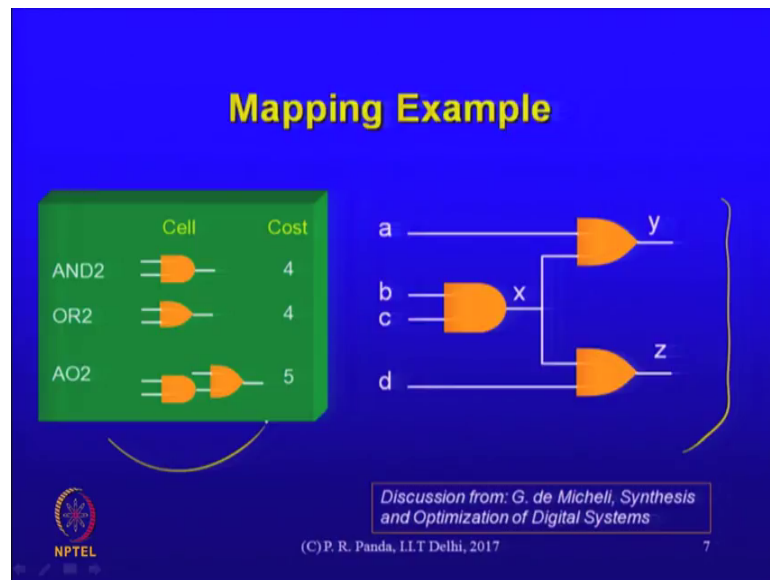 Mapping Example
Cell Cost
AND2 4
OR2 4
AO2 5
a
b
c
d
x
y
z
Discussion from: G. de Micheli, Synthesis
and Optimization of Digital Systems
NPTEL
(C) P. R. Panda, I.I.T Delhi, 2017 7